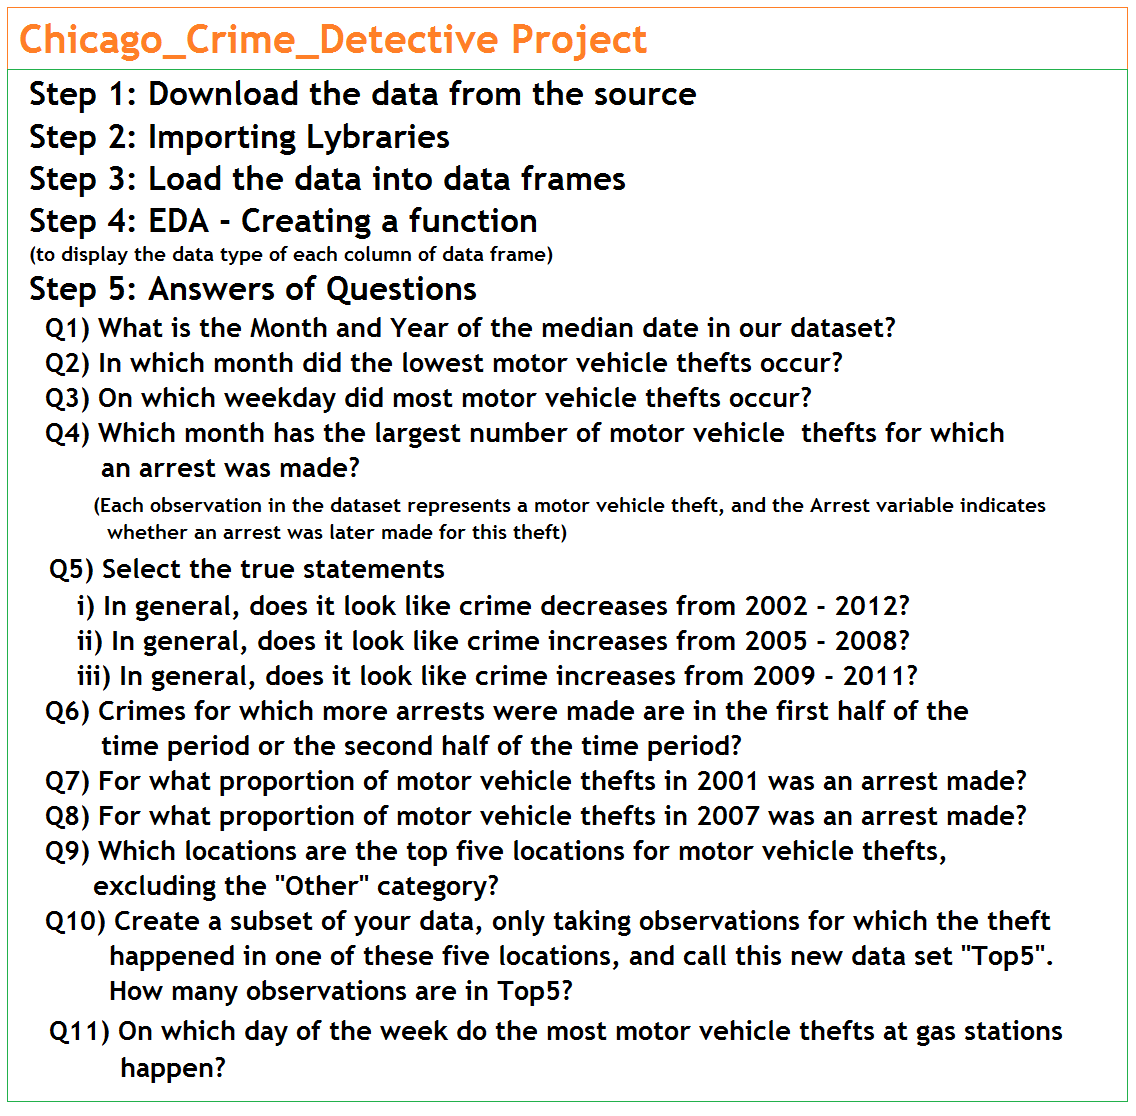 Chicago_Crime_Detective Project
Step 1: Download the data from the source
Step 2: Importing Lybraries
Step 3: Load the data into data frames
Step 4: EDA - Creating a function
(to display the data type of each column of data frame)
Step 5: Answers of Questions
Q1) What is the Month and Year of the median date in our dataset?
Q2) In which month did the lowest motor vehicle thefts occur?
Q3) On which weekday did most motor vehicle thefts occur?
Q4) Which month has the largest number of motor vehicle  thefts for which
an arrest was made?
(Each observation in the dataset represents a motor vehicle theft, and the Arrest variable indicates
whether an arrest was later made for this theft)
Q5) Select the true statements
i) In general, does it look like crime decreases from 2002 - 2012?
ii) In general, does it look like crime increases from 2005 - 2008?
iii) In general, does it look like crime increases from 2009 - 2011?
Q6) Crimes for which more arrests were made are in the first half of the
time period or the second half of the time period?
Q7) For what proportion of motor vehicle thefts in 2001 was an arrest made?
Q8) For what proportion of motor vehicle thefts in 2007 was an arrest made?
Q9) Which locations are the top five locations for motor vehicle thefts,
excluding the "Other" category?
Q10) Create a subset of your data, only taking observations for which the theft
happened in one of these five locations, and call this new data set "Top5".
How many observations are in Top5?
Q11) On which day of the week do the most motor vehicle thefts at gas stations
happen?